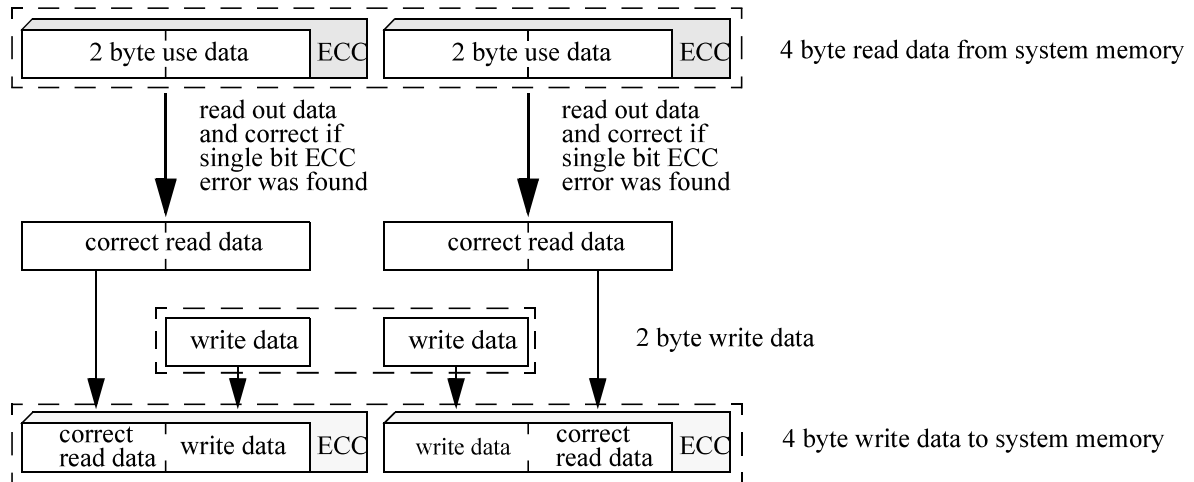 2 byte use data ECC 2 byte use data ECC 4 byte read data from system memory
read out data
and correct if
single bit ECC
error was found
read out data
and correct if
single bit ECC
error was found
correct read data correct read data
write data write data 2 byte write data
correct
read data write data ECC write data correct
read data ECC 4 byte write data to system memory